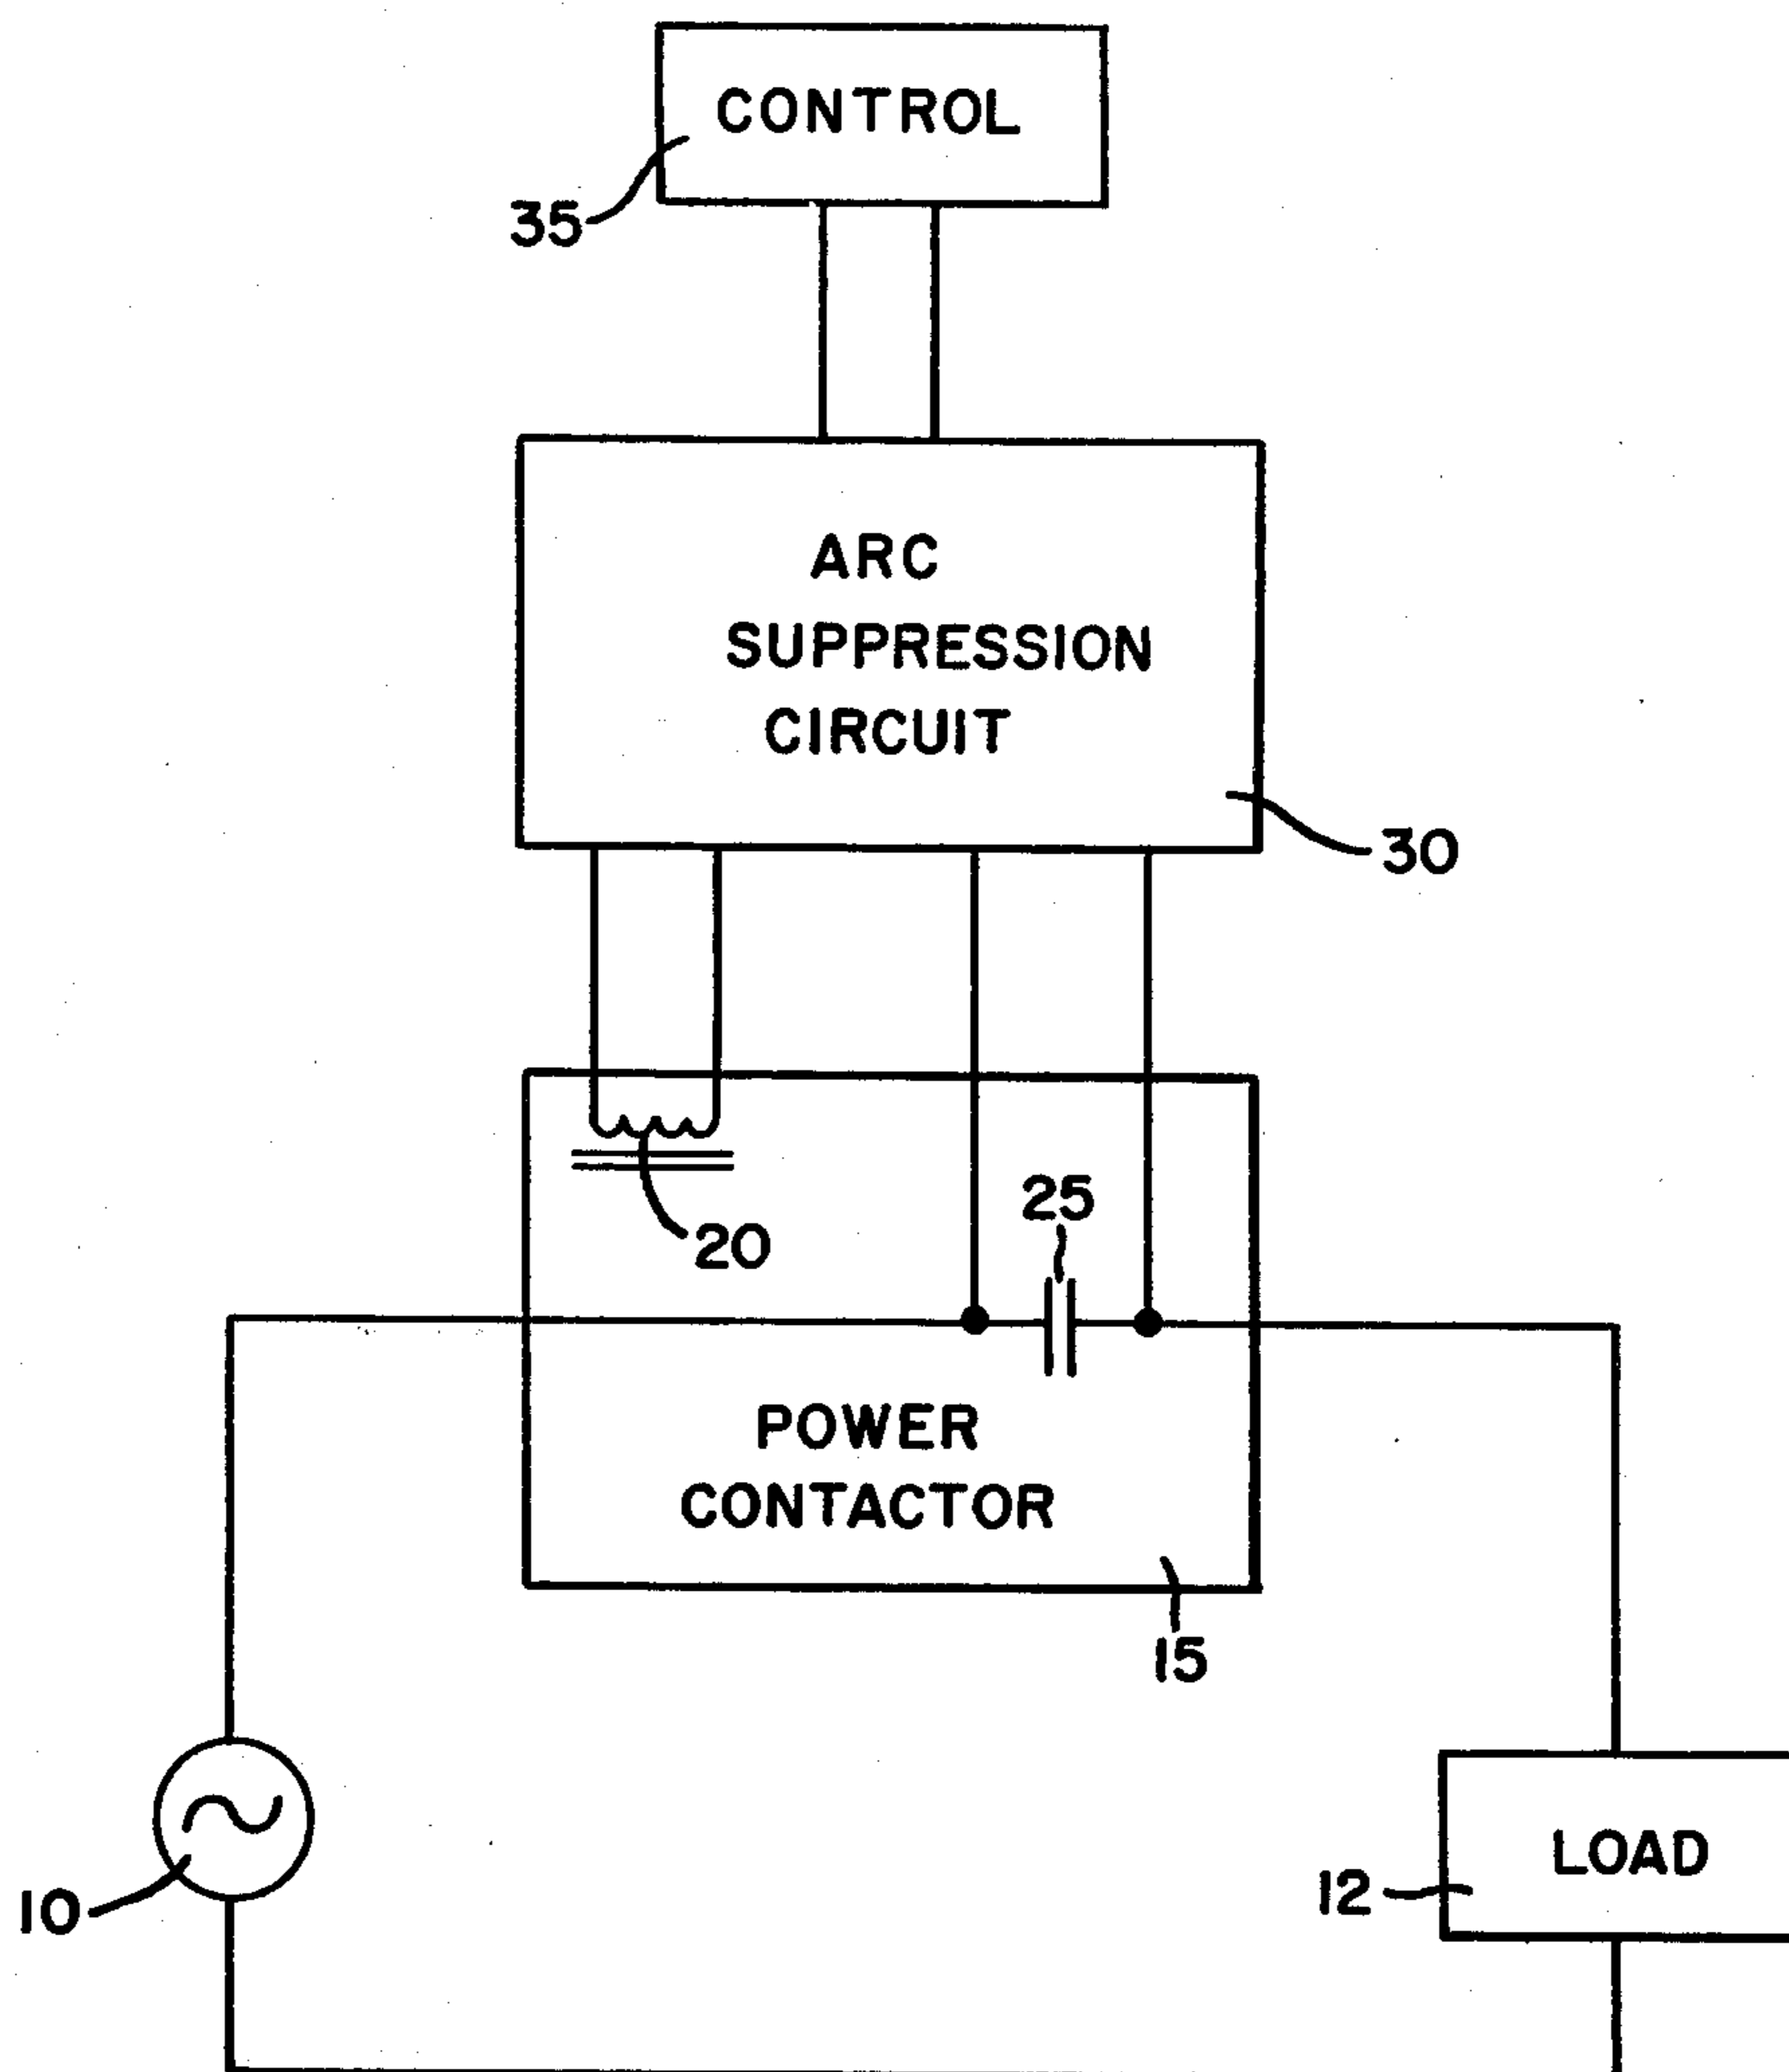 CONTROL
35
ARC
SUPPRESSION
CIRCUIT
30
20
25
POWER
CONTACTOR
15
10
12
LOAD